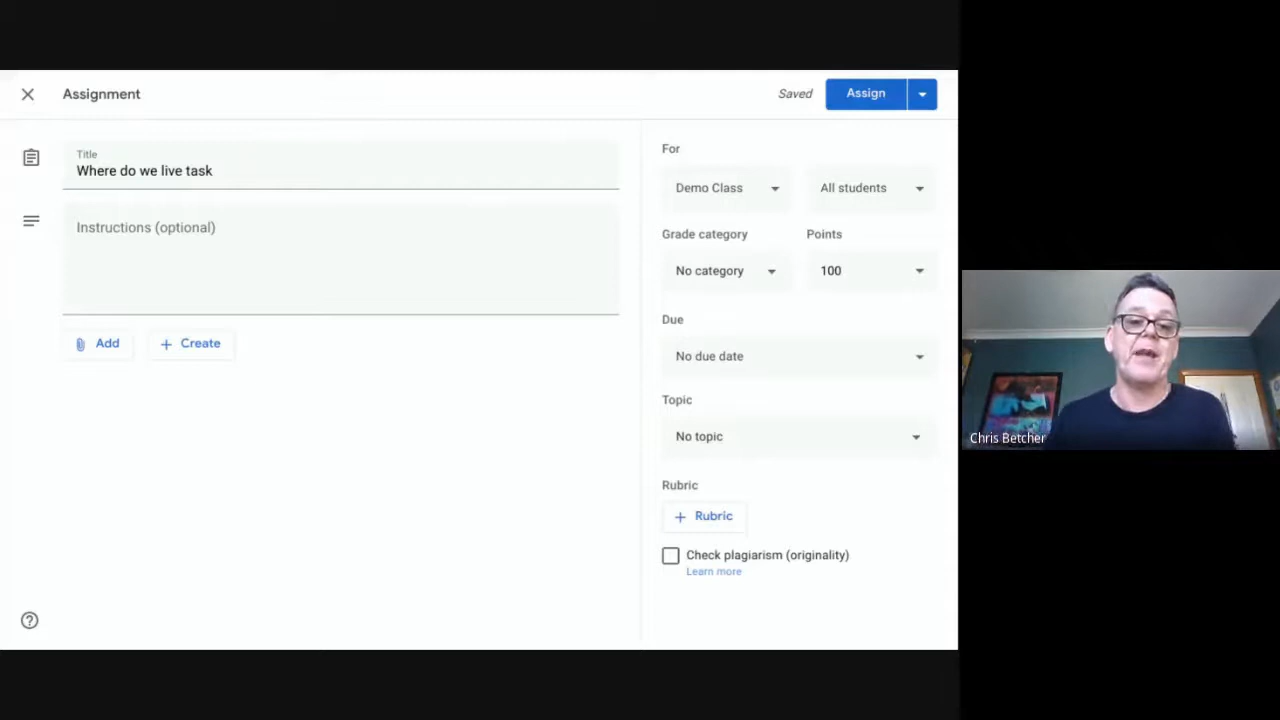 Assignment
Saved
Assign
Title
Where do we live task
Instructions (optional)
Add
Create
For
Demo Class
All students
Grade category
Points
No category
100
Due
No due date
Topic
No topic
Rubric
Rubric
Check plagiarism (originality)
Learn more
Chris Betcher